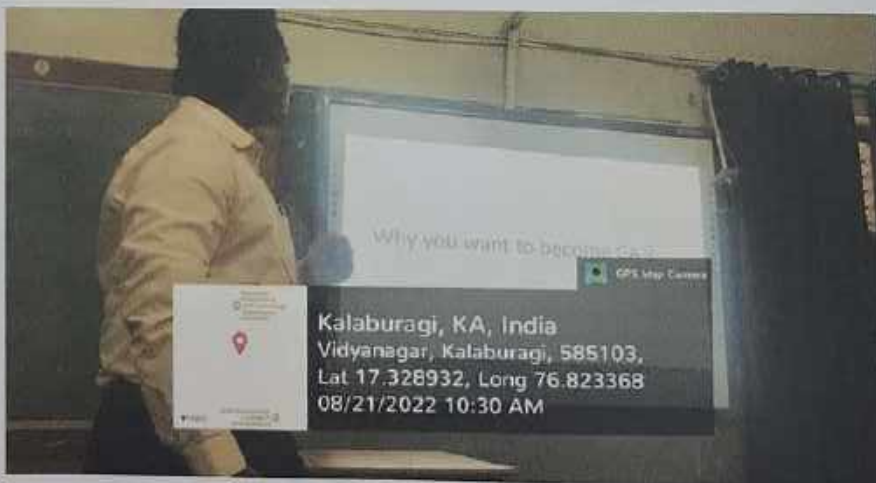 Why you want to become CA?
GPS Map Camera
Kalaburagi, KA, India
Vidyanagar, Kalaburagi, 585103,
Lat 17.328932, Long 76.823368
08/21/2022 10:30 AM